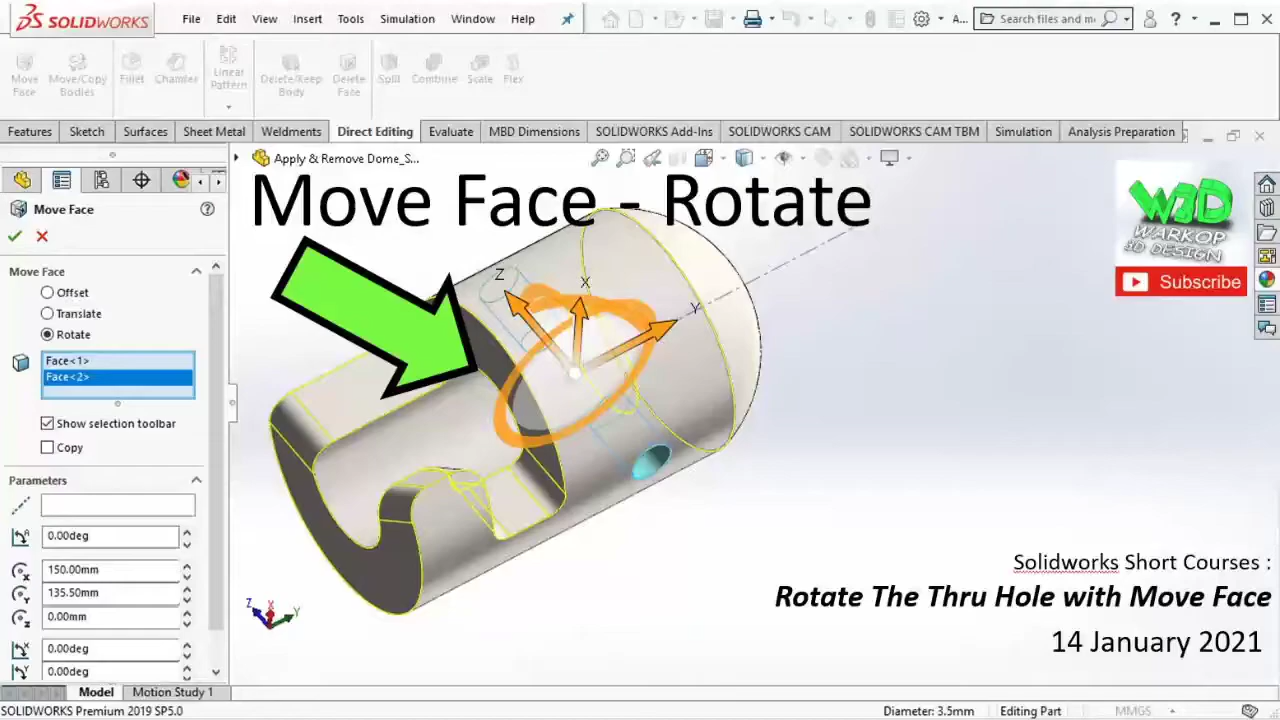 SOLIDWORKS File Edit View Insert Tools Simulation Window Help A... Search files and m
Move Face Move/Copy Bodies Fillet Chamfer Linear Pattern Delete/Keep Body Delete Face Split Combine Scale Flex
Features Sketch Surfaces Sheet Metal Weldments Direct Editing Evaluate MBD Dimensions SOLIDWORKS Add-Ins SOLIDWORKS CAM SOLIDWORKS CAM TBM Simulation Analysis Preparation
Apply & Remove Dome_S...
Move Face - Rotate
W3D
WARKOP
3D DESIGN
Subscribe
Move Face
Move Face
Offset
Translate
Rotate
Face<1>
Face<2>
Show selection toolbar
Copy
Parameters
0.00deg
150.00mm
135.50mm
0.00mm
0.00deg
0.00deg
Z
X
Y
Z
X
Y
Solidworks Short Courses :
Rotate The Thru Hole with Move Face
14 January 2021
Model Motion Study 1
SOLIDWORKS Premium 2019 SP5.0 Diameter: 3.5mm Editing Part MMGS